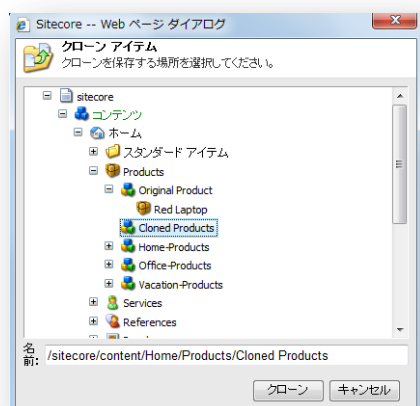 Sitecore -- Web ページ ダイアログ
クローン アイテム
クローンを保存する場所を選択してください。
sitecore
コンテンツ
ホーム
スタンダード アイテム
Products
Original Product
Red Laptop
Cloned Products
Home-Products
Office-Products
Vacation-Products
Services
References
名前: /sitecore/content/Home/Products/Cloned Products
クローン キャンセル